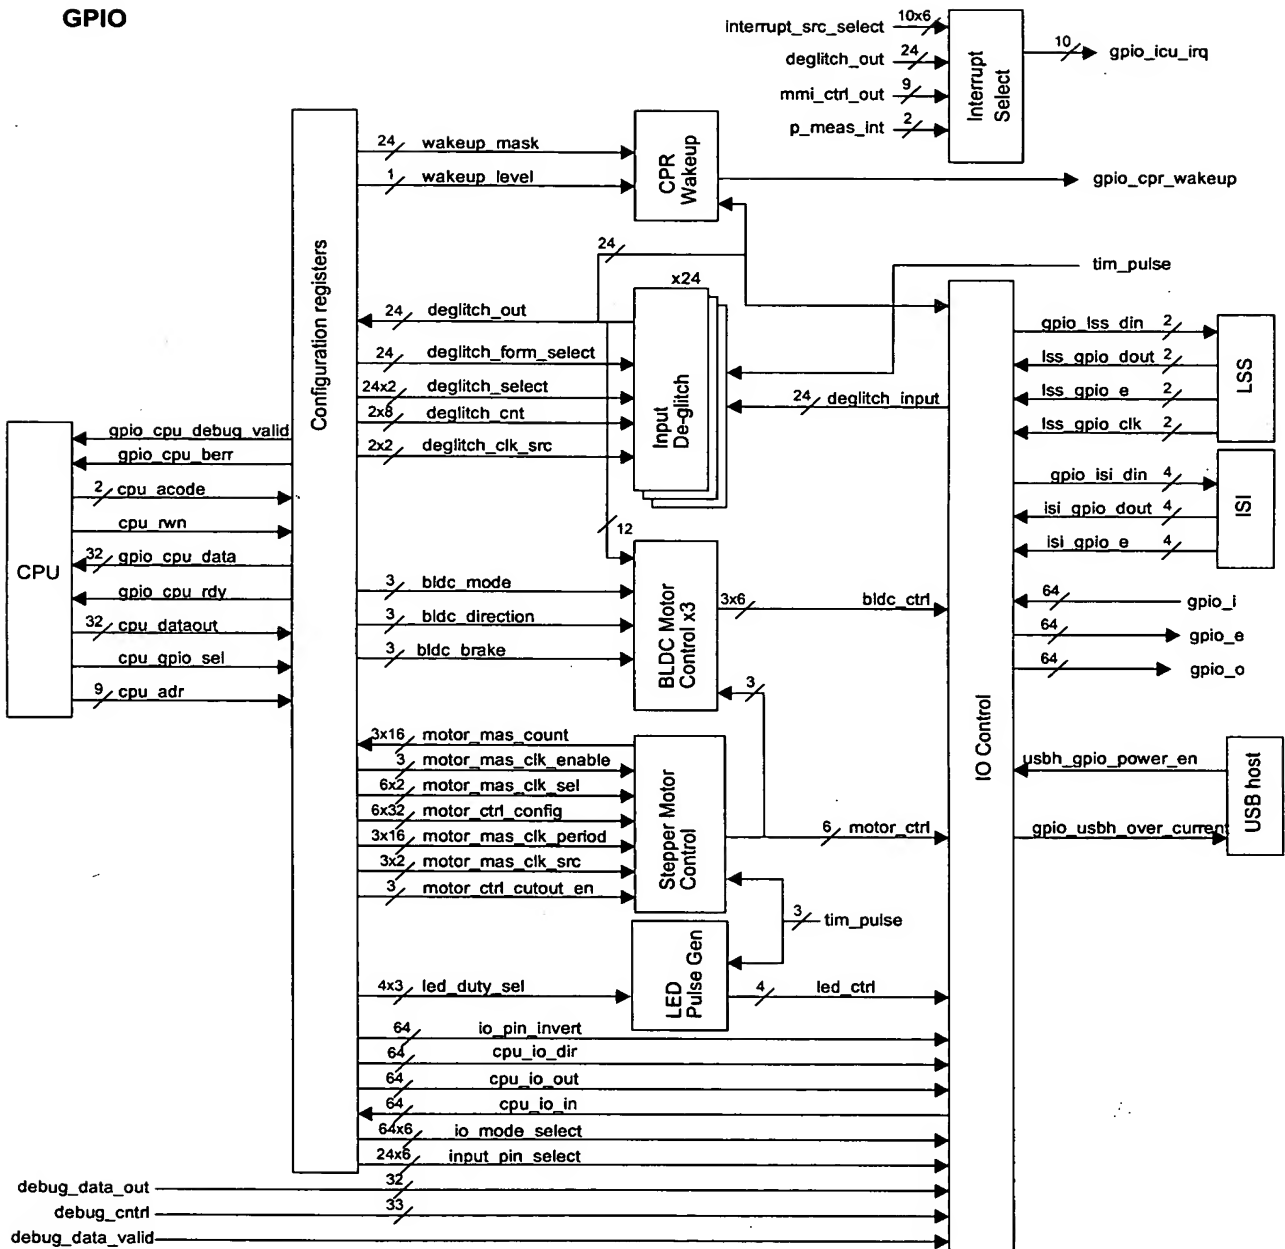 GPIO
interrupt_src_select 10x6
deglitch_out 24
mmi_ctrl_out 9
p_meas_int 2
Interrupt Select
10 gpio_icu_irq
24 wakeup_mask
1 wakeup_level
CPR Wakeup
gpio_cpr_wakeup
Configuration registers
24
x24
tim_pulse
24 deglitch_out
24 deglitch_form_select
24x2 deglitch_select
2x8 deglitch_cnt
2x2 deglitch_clk_src
Input De-glitch
24 deglitch_input
gpio_lss_din 2
lss_gpio_dout 2
lss_gpio_e 2
lss_gpio_clk 2
LSS
gpio_isi_din 4
isi_gpio_dout 4
isi_gpio_e 4
ISI
CPU
gpio_cpu_debug_valid
gpio_cpu_berr
2 cpu_acode
cpu_rwn
32 gpio_cpu_data
gpio_cpu_rdy
32 cpu_dataout
cpu_gpio_sel
9 cpu_adr
12
3 bldc_mode
3 bldc_direction
3 bldc_brake
BLDC Motor Control x3
3x6 bldc_ctrl
3
64 gpio_i
64 gpio_e
64 gpio_o
IO Control
3x16 motor_mas_count
3 motor_mas_clk_enable
6x2 motor_mas_clk_sel
6x32 motor_ctrl_config
3x16 motor_mas_clk_period
3x2 motor_mas_clk_src
3 motor_ctrl_cutout_en
Stepper Motor Control
6 motor_ctrl
usbh_gpio_power_en
gpio_usbh_over_current
USB host
3 tim_pulse
4x3 led_duty_sel
LED Pulse Gen
4 led_ctrl
64 io_pin_invert
64 cpu_io_dir
64 cpu_io_out
64 cpu_io_in
64x6 io_mode_select
24x6 input_pin_select
debug_data_out 32
debug_cntrl 33
debug_data_valid